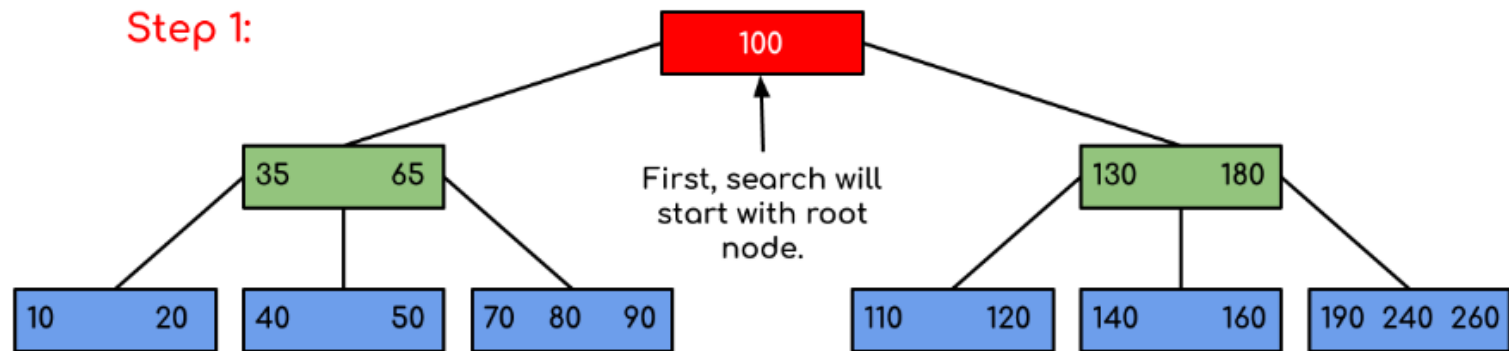 Step 1:
100
35 65
130 180
First, search will
start with root
node.
10 20
40 50
70 80 90
110 120
140 160
190 240 260